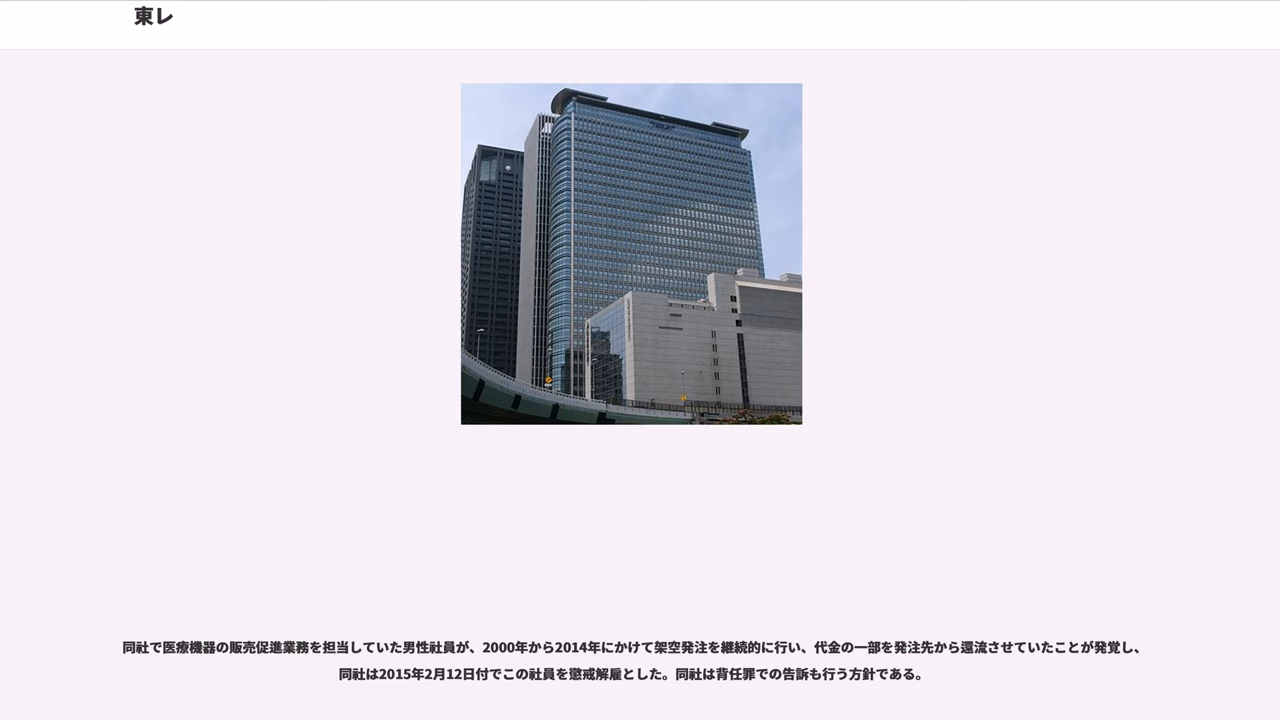 東レ
同社で医療機器の販売促進業務を担当していた男性社員が、2000年から2014年にかけて架空発注を継続的に行い、代金の一部を発注先から還流させていたことが発覚し、
同社は2015年2月12日付でこの社員を懲戒解雇とした。同社は背任罪での告訴も行う方針である。